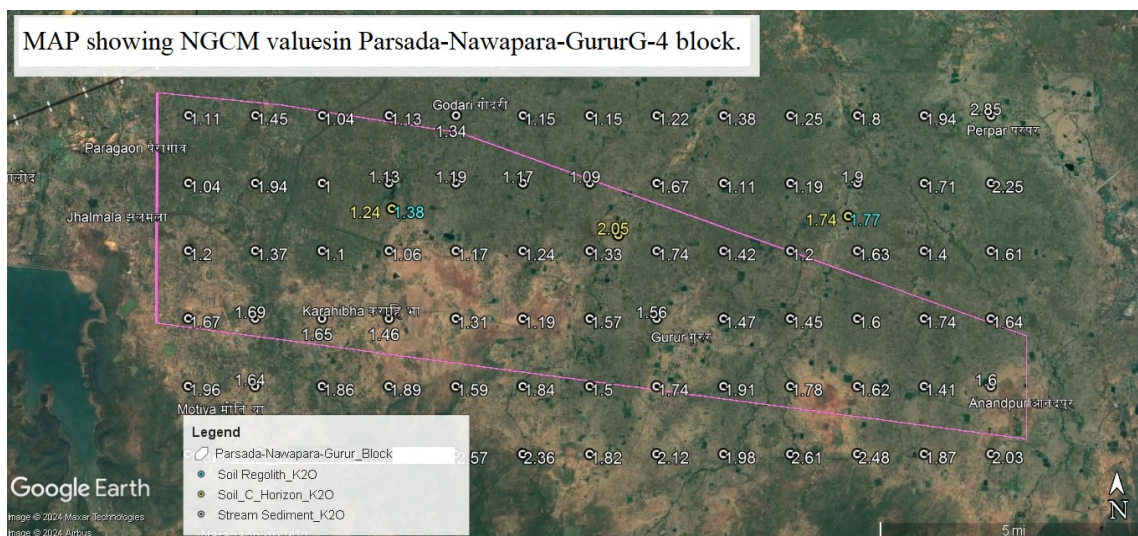 MAP showing NGCM valuesin Parsada-Nawapara-GururG-4 block.
Godari गोदरी
1.11 1.45 1.04 1.13 1.34 1.15 1.15 1.22 1.38 1.25 1.8 1.94 2.85
Perpar परपर
Paragaon पैरागांव
1.04 1.94 1 1.13 1.19 1.17 1.09 1.67 1.11 1.19 1.9 1.71 2.25
Jhalmala झलमला
1.24 1.38 2.05 1.74 1.77
1.2 1.37 1.1 1.06 1.17 1.24 1.33 1.74 1.42 1.2 1.63 1.4 1.61
Karahibha कराहि भा
1.67 1.69 1.65 1.46 1.31 1.19 1.57 1.56 1.47 1.45 1.6 1.74 1.64
Gurur गुरुर
1.96 1.64 1.86 1.89 1.59 1.84 1.5 1.74 1.91 1.78 1.62 1.41 1.6
Motiya मोति या
Anandpur आनंदपुर
Legend
Parsada-Nawapara-Gurur_Block
Soil Regolith_K2O
Soil_C_Horizon_K2O
Stream Sediment_K2O
2.57 2.36 1.82 2.12 1.98 2.61 2.48 1.87 2.03
Google Earth
Image © 2024 Maxar Technologies
Image © 2024 Airbus
N
5 mi